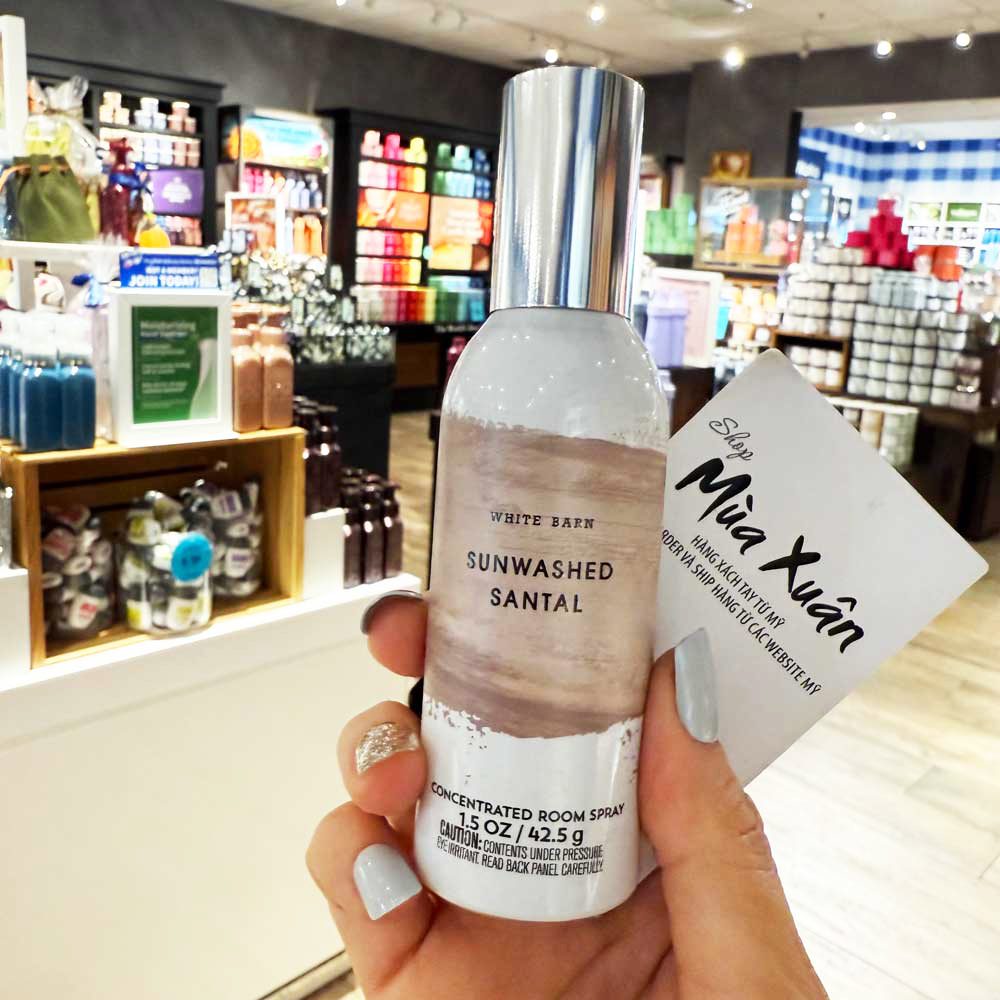 JOIN TODAY!
Moisturizing
WHITE BARN
SUNWASHED
SANTAL
CONCENTRATED ROOM SPRAY
1.5 OZ / 42.5 g
CAUTION: CONTENTS UNDER PRESSURE.
EYE IRRITANT. READ BACK PANEL CAREFULLY.
Shop
Mùa Xuân
HÀNG XÁCH TAY TỪ MỸ
VÀ SHIP HÀNG TỪ CÁC WEBSITE MỸ